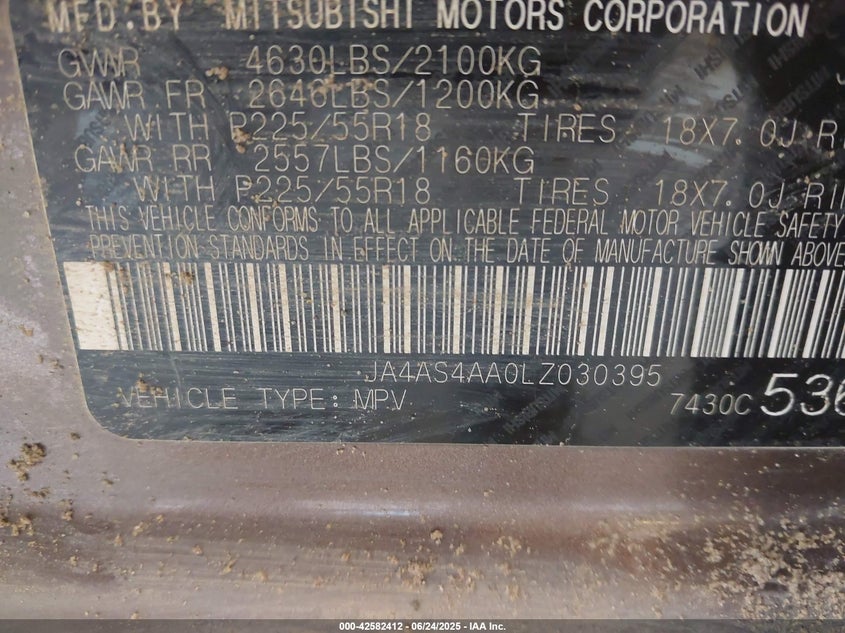 MFD.BY MITSUBISHI MOTORS CORPORATION
GVWR 4630LBS/2100KG
GAWR FR 2646LBS/1200KG
WITH P225/55R18 TIRES 18X7.0J
GAWR RR 2557LBS/1160KG
WITH P225/55R18 TIRES 18X7.0J
THIS VEHICLE CONFORMS TO ALL APPLICABLE FEDERAL MOTOR VEHICLE SAFETY
PREVENTION STANDARDS IN EFFECT ON THE DATE OF MANUFACTURE SHOWN ABOVE
JA4AS4AA0LZ030395
VEHICLE TYPE: MPV 7430C
000-42582412 - 06/24/2025 - IAA Inc.